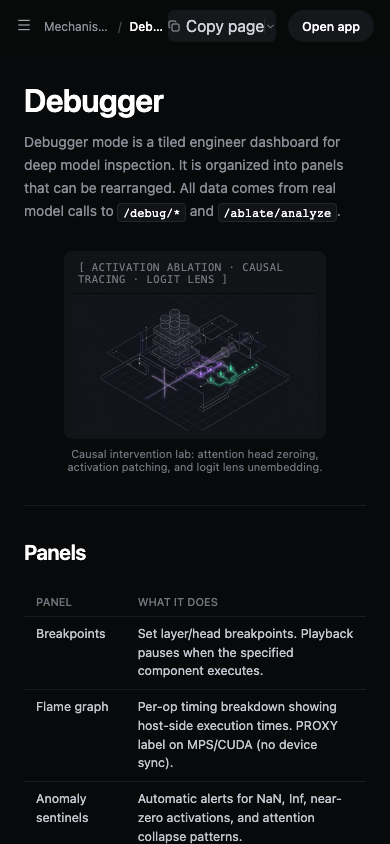 Mechanis... / Deb... Copy page Open app
Debugger
Debugger mode is a tiled engineer dashboard for
deep model inspection. It is organized into panels
that can be rearranged. All data comes from real
model calls to /debug/* and /ablate/analyze.
[ ACTIVATION ABLATION · CAUSAL
TRACING · LOGIT LENS ]
Causal intervention lab: attention head zeroing,
activation patching, and logit lens unembedding.
Panels
PANEL WHAT IT DOES
Breakpoints Set layer/head breakpoints. Playback
pauses when the specified
component executes.
Flame graph Per-op timing breakdown showing
host-side execution times. PROXY
label on MPS/CUDA (no device
sync).
Anomaly Automatic alerts for NaN, Inf, near-
sentinels zero activations, and attention
collapse patterns.